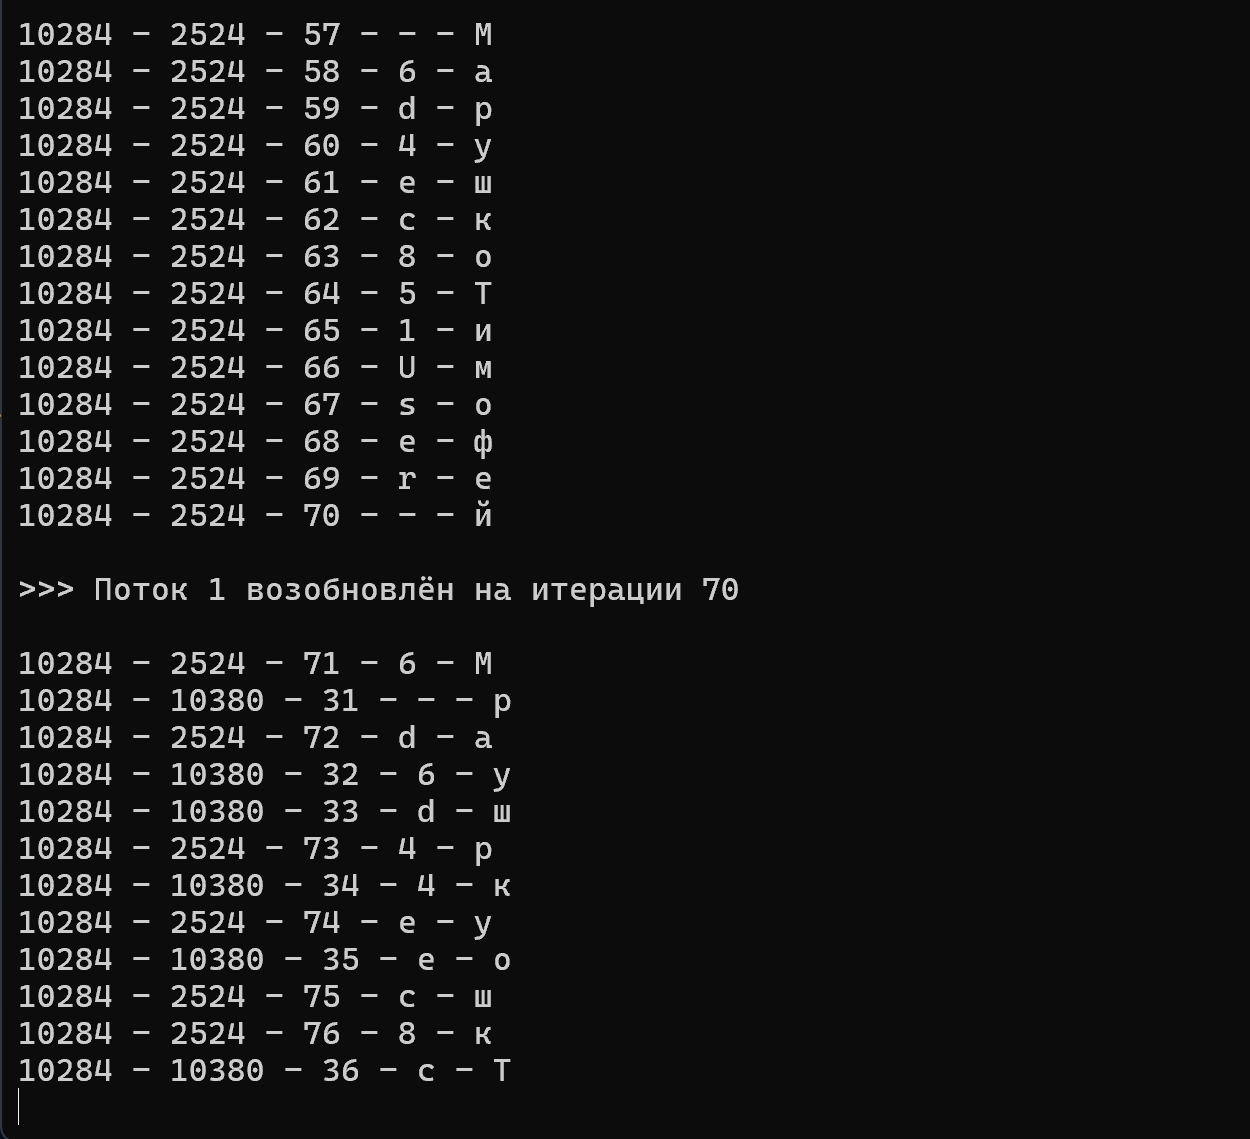 10284 - 2524 - 57 - - - М
10284 - 2524 - 58 - 6 - а
10284 - 2524 - 59 - d - р
10284 - 2524 - 60 - 4 - у
10284 - 2524 - 61 - e - ш
10284 - 2524 - 62 - c - к
10284 - 2524 - 63 - 8 - о
10284 - 2524 - 64 - 5 - Т
10284 - 2524 - 65 - 1 - и
10284 - 2524 - 66 - U - м
10284 - 2524 - 67 - s - о
10284 - 2524 - 68 - e - ф
10284 - 2524 - 69 - r - е
10284 - 2524 - 70 - - - й
>>> Поток 1 возобновлён на итерации 70
10284 - 2524 - 71 - 6 - М
10284 - 10380 - 31 - - - р
10284 - 2524 - 72 - d - а
10284 - 10380 - 32 - 6 - у
10284 - 10380 - 33 - d - ш
10284 - 2524 - 73 - 4 - р
10284 - 10380 - 34 - 4 - к
10284 - 2524 - 74 - e - у
10284 - 10380 - 35 - e - о
10284 - 2524 - 75 - c - ш
10284 - 2524 - 76 - 8 - к
10284 - 10380 - 36 - c - Т